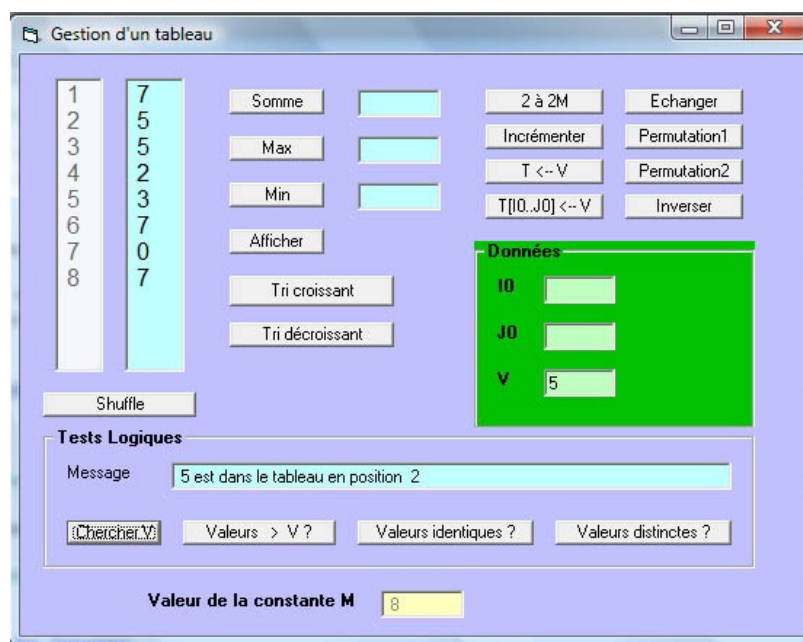 Gestion d'un tableau
1 7
2 5
3 5
4 2
5 3
6 7
7 0
8 7
Somme
Max
Min
Afficher
Tri croissant
Tri décroissant
Shuffle
2 à 2M Echanger
Incrémenter Permutation1
T <-- V Permutation2
T[I0..J0] <-- V Inverser
Données
I0
J0
V 5
Tests Logiques
Message 5 est dans le tableau en position 2
Chercher V Valeurs > V ? Valeurs identiques ? Valeurs distinctes ?
Valeur de la constante M 8